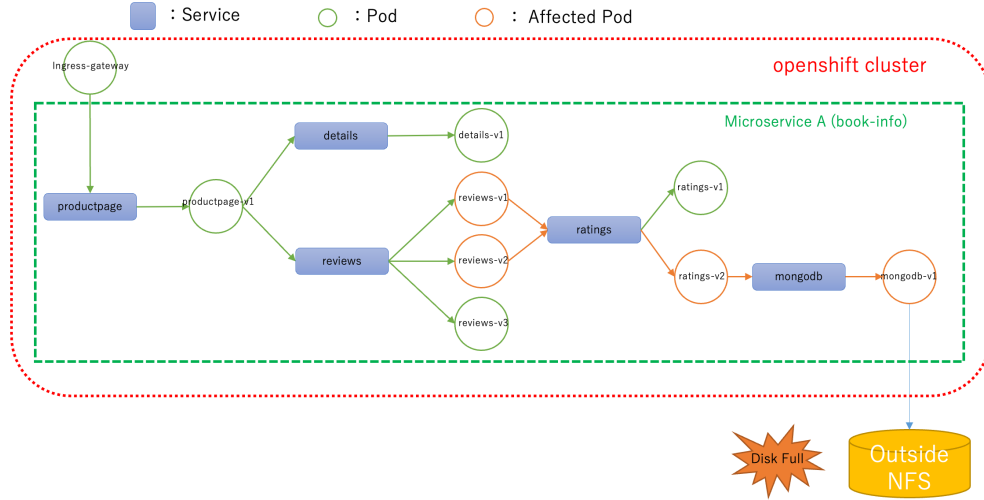 : Service
: Pod
: Affected Pod
Ingress-gateway
openshift cluster
Microservice A (book-info)
details
details-v1
productpage
productpage-v1
reviews
reviews-v1
reviews-v2
reviews-v3
ratings
ratings-v1
ratings-v2
mongodb
mongodb-v1
Disk Full
Outside
NFS